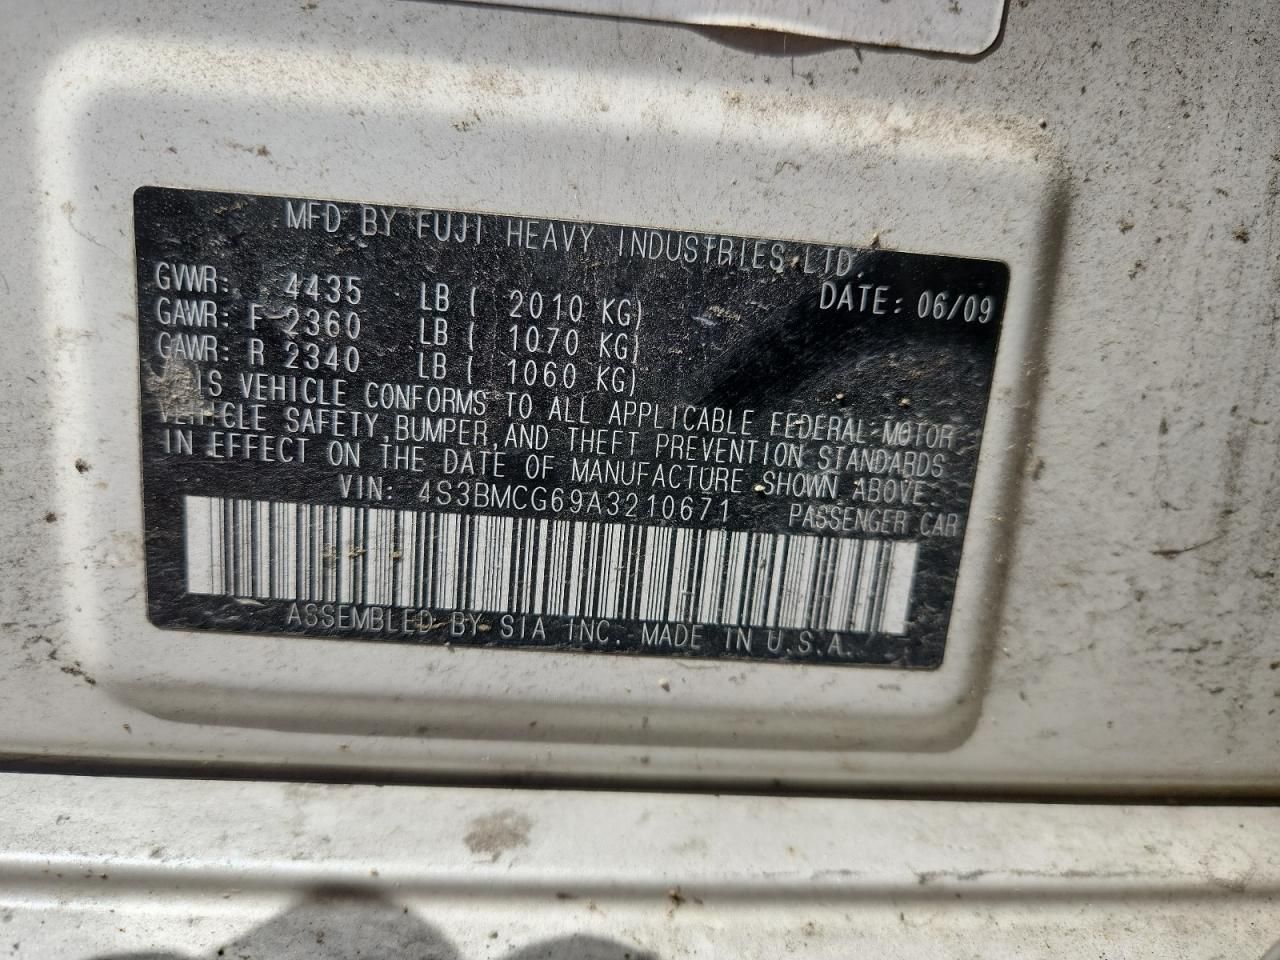 MFD BY FUJI HEAVY INDUSTRIES LTD.
DATE: 06/09
GVWR: 4435 LB ( 2010 KG)
GAWR: F 2360 LB ( 1070 KG)
GAWR: R 2340 LB ( 1060 KG)
THIS VEHICLE CONFORMS TO ALL APPLICABLE FEDERAL MOTOR
VEHICLE SAFETY, BUMPER, AND THEFT PREVENTION STANDARDS
IN EFFECT ON THE DATE OF MANUFACTURE SHOWN ABOVE
VIN: 4S3BMCG69A3210671 PASSENGER CAR
ASSEMBLED BY SIA INC. MADE IN U.S.A.